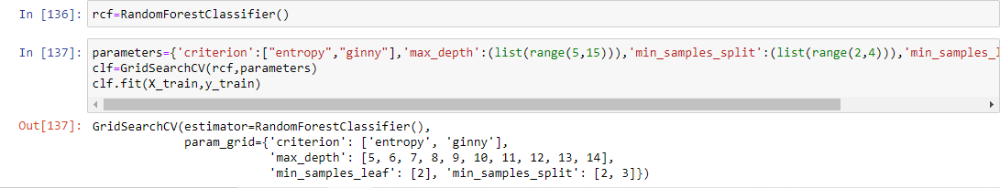 In [136]: rcf=RandomForestClassifier()
In [137]: parameters={'criterion':["entropy","ginny"],'max_depth':(list(range(5,15))),'min_samples_split':(list(range(2,4))),'min_samples_l
clf=GridSearchCV(rcf,parameters)
clf.fit(X_train,y_train)
Out[137]: GridSearchCV(estimator=RandomForestClassifier(),
param_grid={'criterion': ['entropy', 'ginny'],
'max_depth': [5, 6, 7, 8, 9, 10, 11, 12, 13, 14],
'min_samples_leaf': [2], 'min_samples_split': [2, 3]})